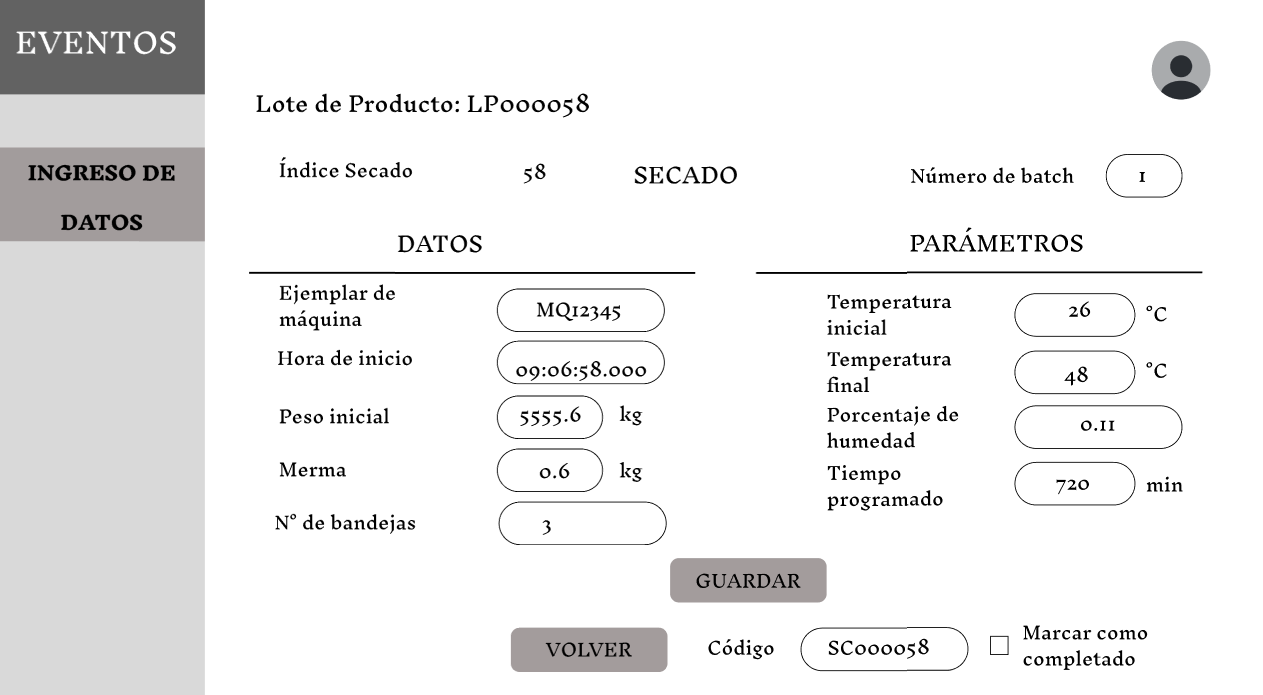 EVENTOS
INGRESO DE
DATOS
Lote de Producto: LP000058
Índice Secado 58 SECADO Número de batch 1
DATOS
Ejemplar de
máquina
MQ12345
Hora de inicio 09:06:58.000
Peso inicial 5555.6 kg
Merma 0.6 kg
N° de bandejas 3
PARÁMETROS
Temperatura
inicial
26 °C
Temperatura
final
48 °C
Porcentaje de
humedad
0.11
Tiempo
programado
720 min
GUARDAR
VOLVER Código SC000058
Marcar como
completado